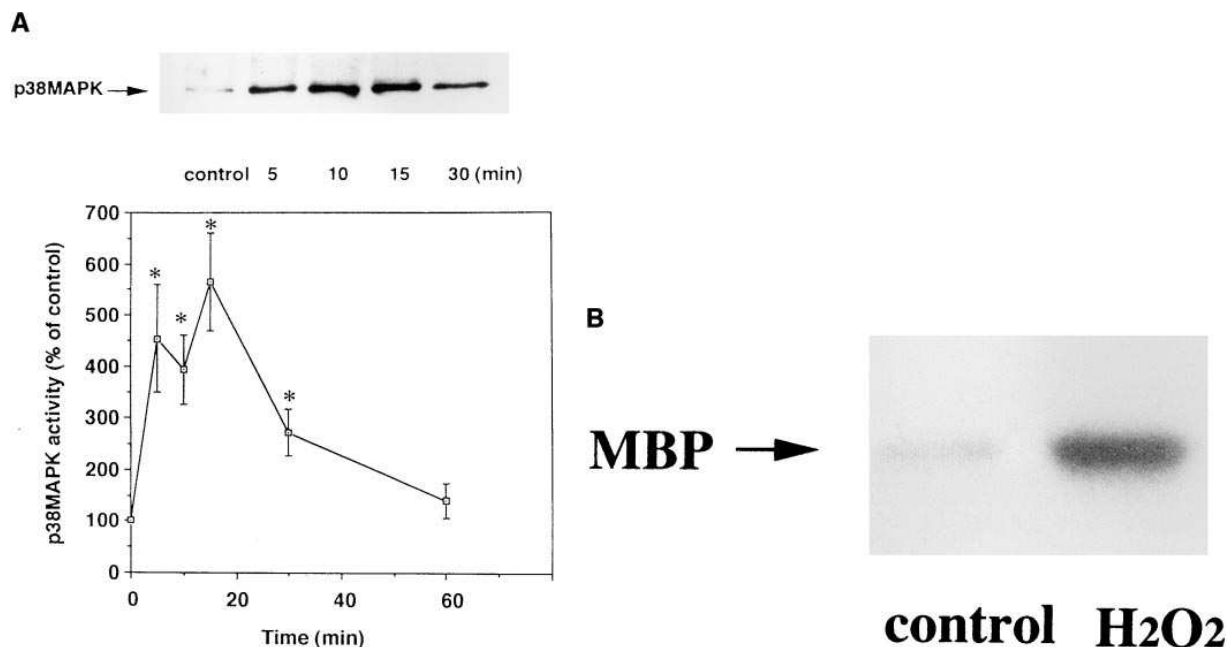 A
p38MAPK
control 5 10 15 30 (min)
p38MAPK activity (% of control)
700
600
500
400
300
200
100
0
* * * *
0 20 40 60
Time (min)
B
MBP
control H2O2